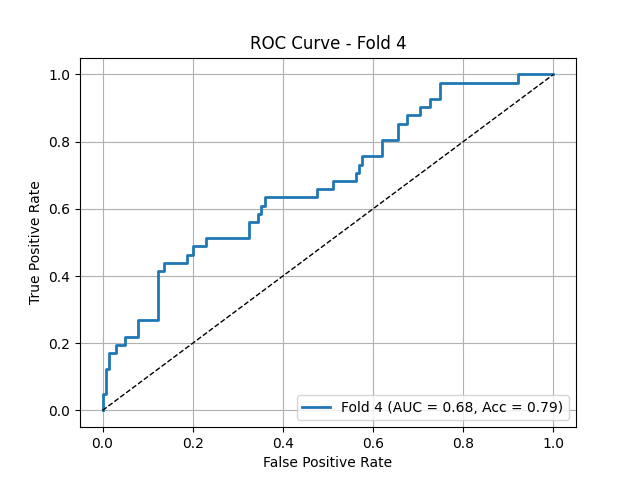 ROC Curve - Fold 4
True Positive Rate
1.0
0.8
0.6
0.4
0.2
0.0
Fold 4 (AUC = 0.68, Acc = 0.79)
0.0 0.2 0.4 0.6 0.8 1.0
False Positive Rate